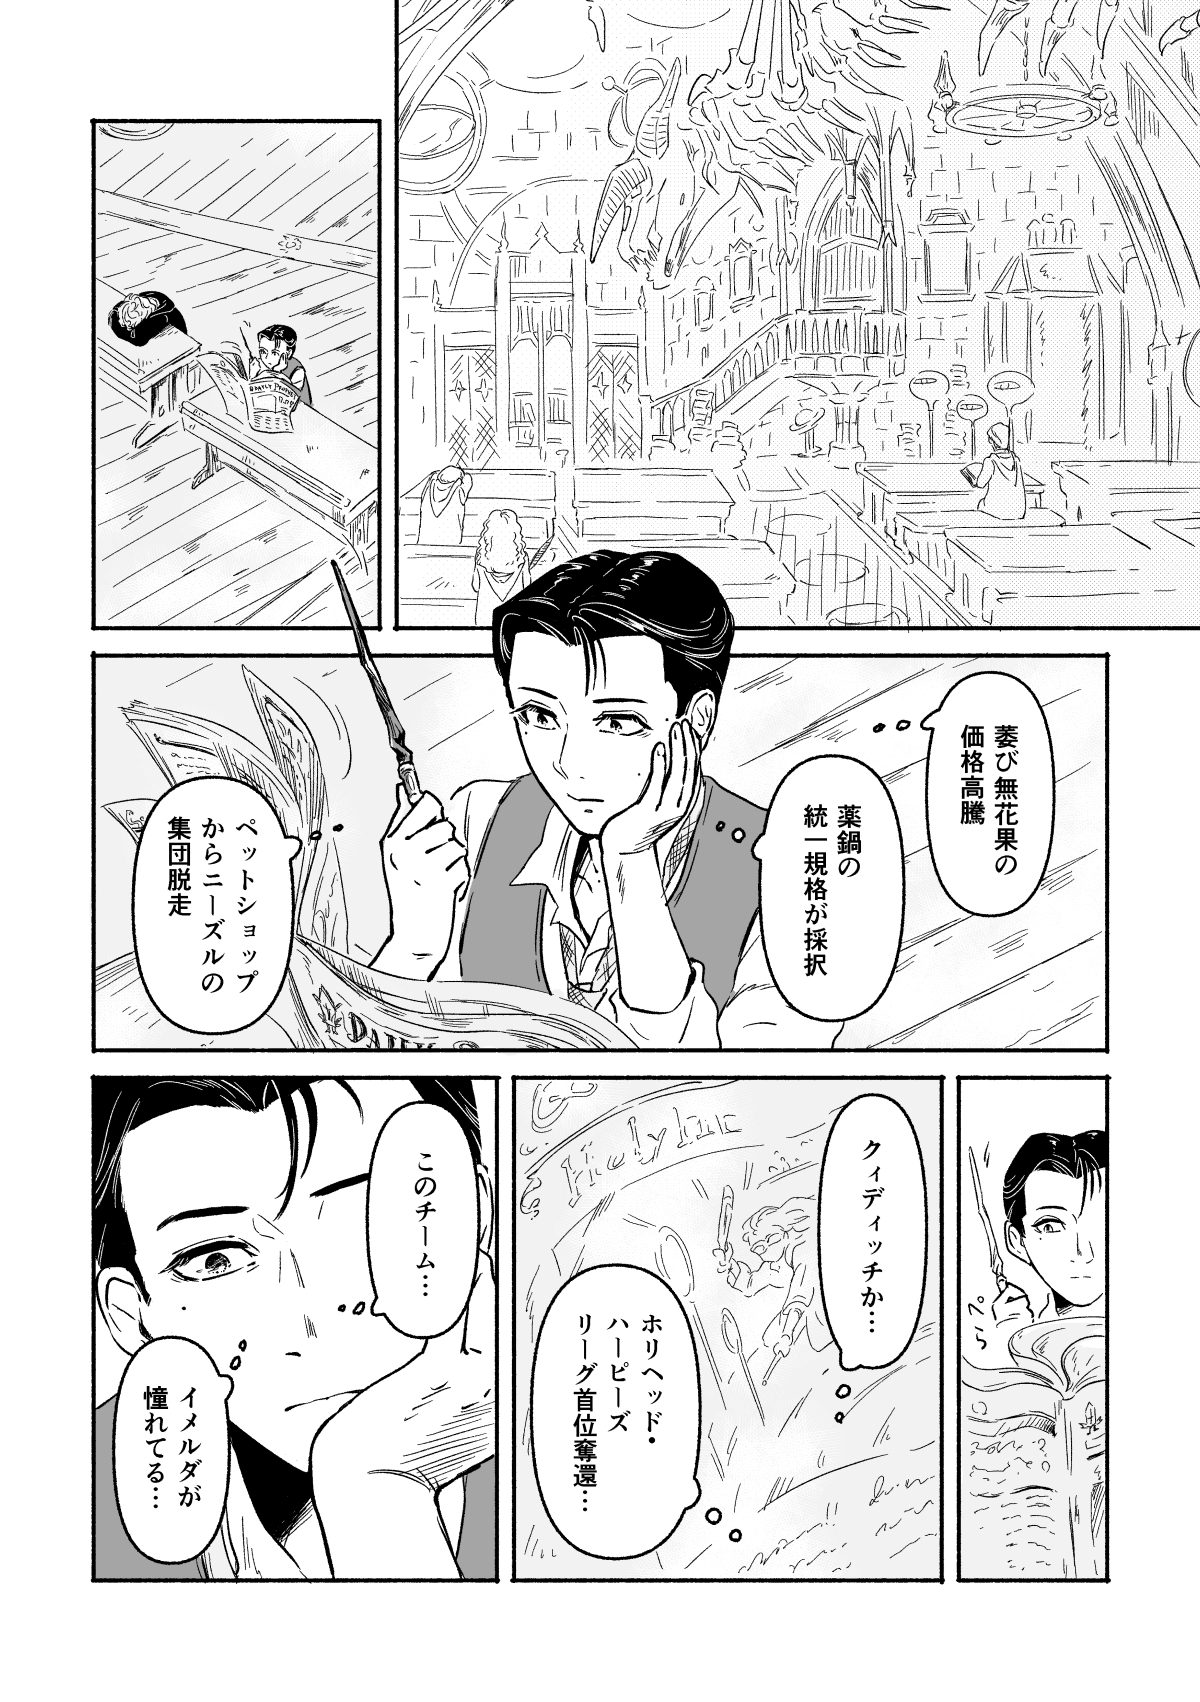 DAILY PROPHET
萎び無花果の
価格高騰
薬鍋の
統一規格が採択
ペットショップ
からニーズルの
集団脱走
DAILY
ぺら
クィディッチか…
Holyhe
ホリヘッド・
ハーピーズ
リーグ首位奪還…
このチーム…
イメルダが
憧れてる…